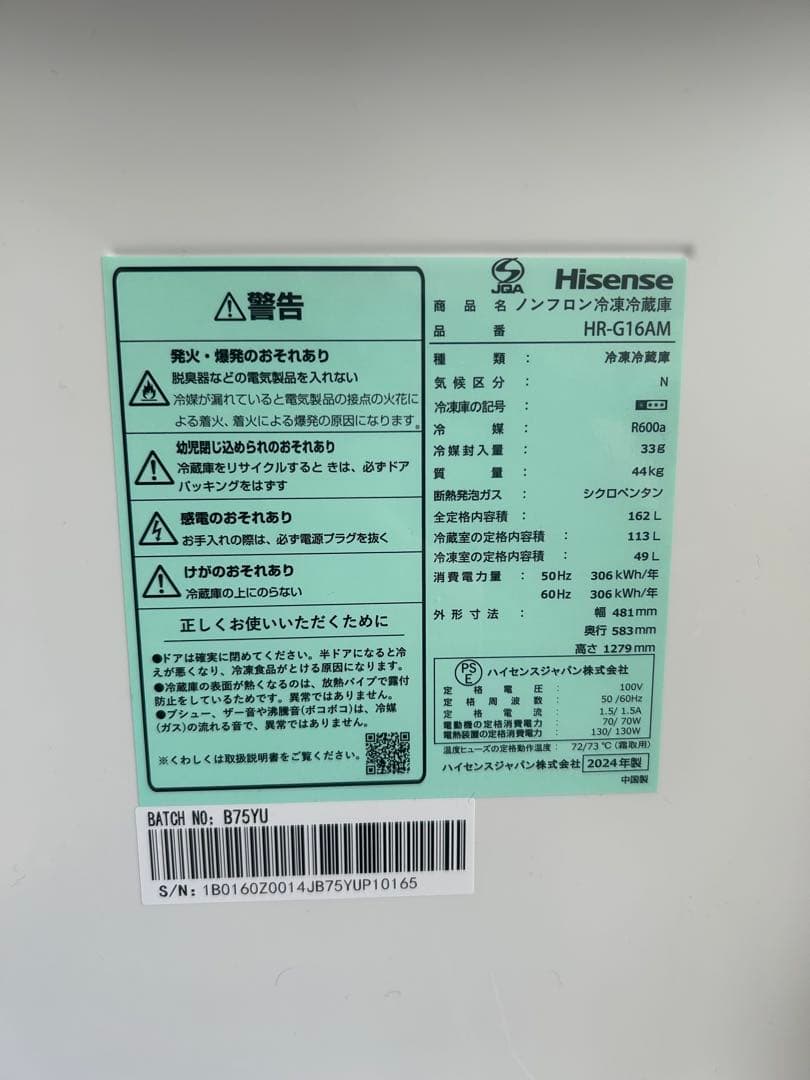 警告
発火・爆発のおそれあり
脱臭器などの電気製品を入れない
冷媒が漏れていると電気製品の接点の火花に
よる着火、着火による爆発の原因になります。
幼児閉じ込められのおそれあり
冷蔵庫をリサイクルすると きは、必ずドア
パッキングをはずす
感電のおそれあり
お手入れの際は、必ず電源プラグを抜く
けがのおそれあり
冷蔵庫の上にのらない
正しくお使いいただくために
●ドアは確実に閉めてください。半ドアになると冷
えが悪くなり、冷凍食品がとける原因になります。
●冷蔵庫の表面が熱くなるのは、放熱パイプで露付
防止をしているためです。異常ではありません。
●プシュー、ザー音や沸騰音(ボコボコ)は、冷媒
(ガス)の流れる音で、異常ではありません。
※くわしくは取扱説明書をご覧ください。
JQA Hisense
商品名 ノンフロン冷凍冷蔵庫
品番 HR-G16AM
種類： 冷凍冷蔵庫
気候区分： N
冷凍庫の記号：
冷媒： R600a
冷媒封入量： 33g
質量： 44kg
断熱発泡ガス： シクロペンタン
全定格内容積： 162 L
冷蔵室の定格内容積： 113 L
冷凍室の定格内容積： 49 L
消費電力量： 50Hz 306 kWh/年
60Hz 306 kWh/年
外形寸法： 幅 481mm
奥行 583mm
高さ 1279 mm
PS E ハイセンスジャパン株式会社
定格電圧： 100V
定格周波数： 50 /60Hz
定格電流： 1.5/ 1.5A
電動機の定格消費電力： 70/ 70W
電熱装置の定格消費電力： 130/ 130W
温度ヒューズの定格動作温度： 72/73 ℃ (霜取用)
ハイセンスジャパン株式会社 2024 年製
中国製
BATCH NO: B75YU
S/N: 1B0160Z0014JB75YUP10165